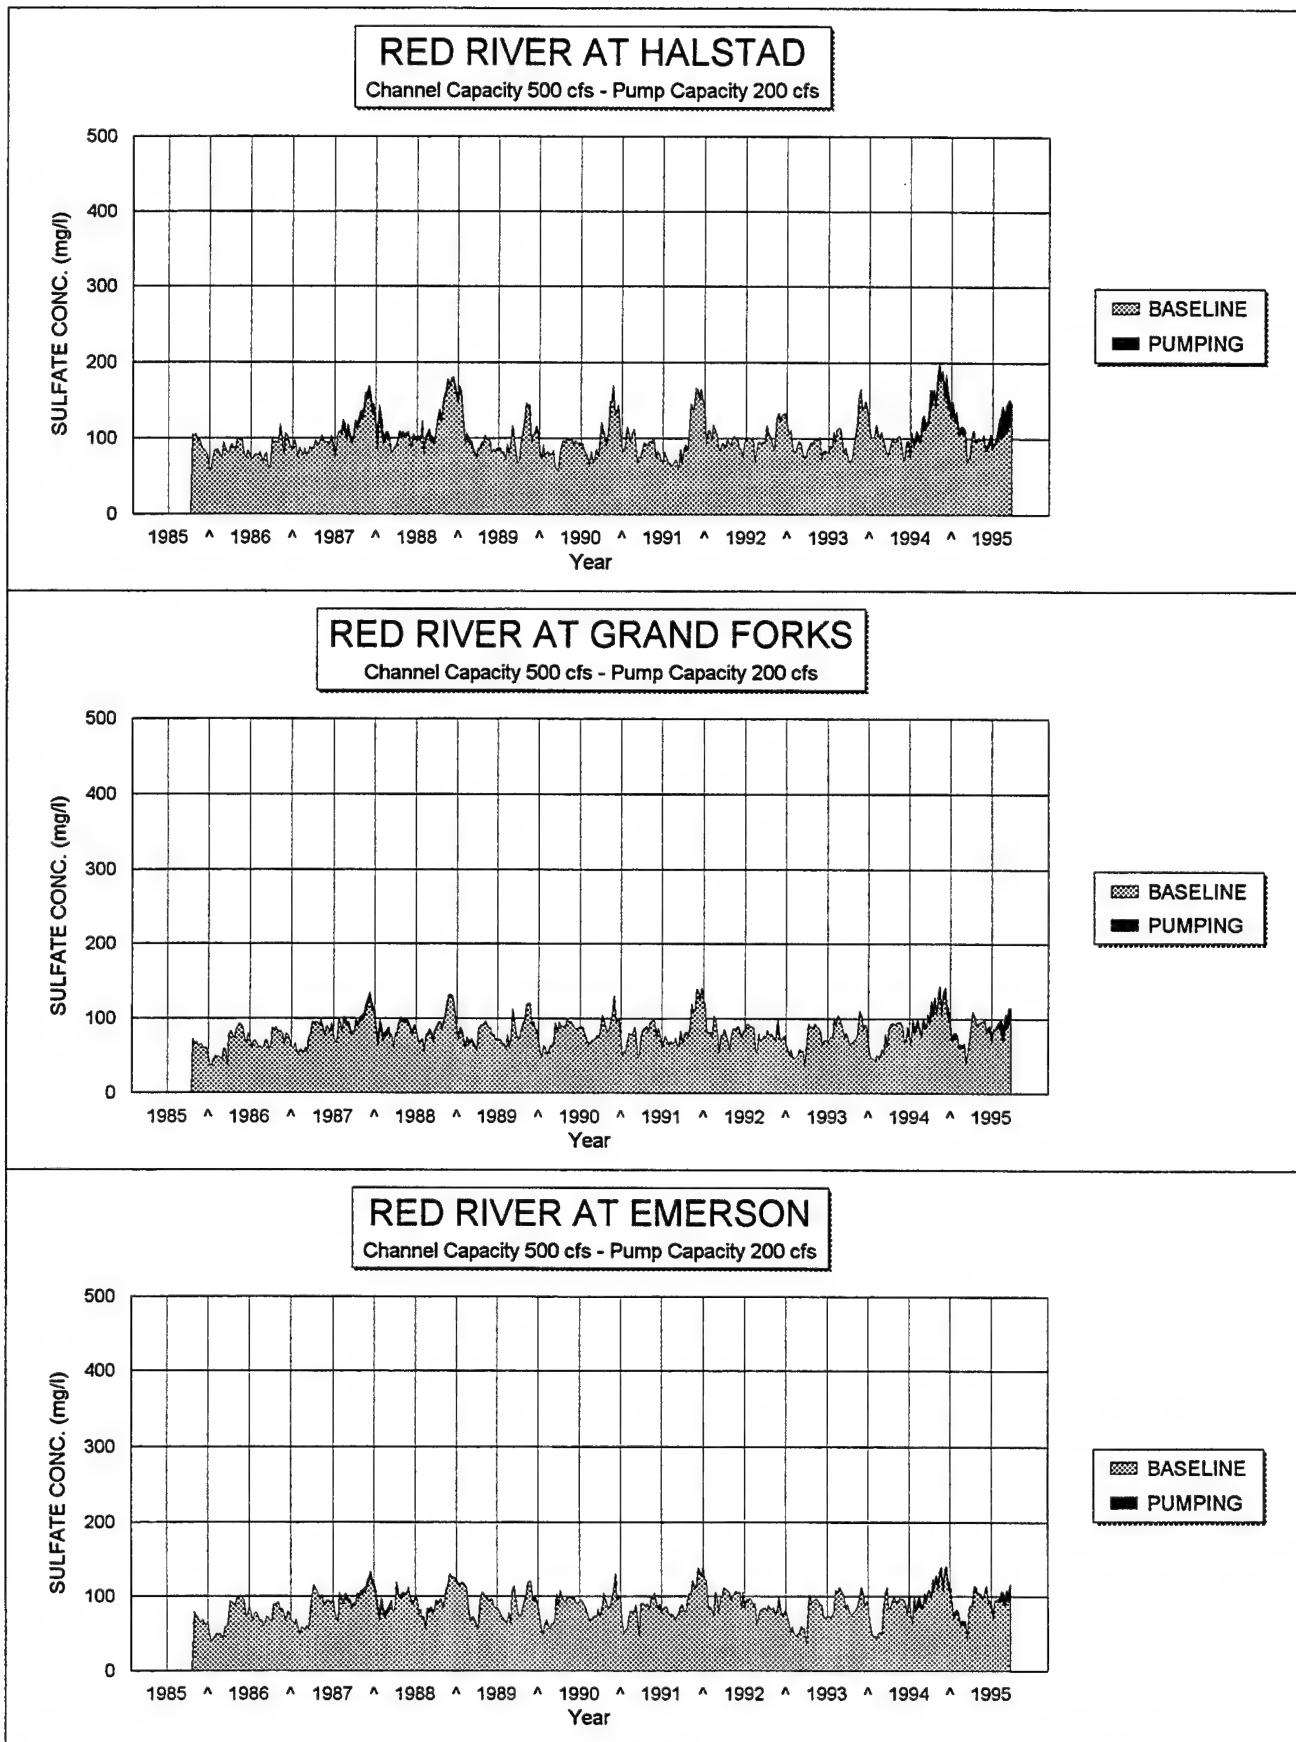 RED RIVER AT HALSTAD
Channel Capacity 500 cfs - Pump Capacity 200 cfs
SULFATE CONC. (mg/l)
500
400
300
200
100
0
1985 ^ 1986 ^ 1987 ^ 1988 ^ 1989 ^ 1990 ^ 1991 ^ 1992 ^ 1993 ^ 1994 ^ 1995
Year
BASELINE
PUMPING
RED RIVER AT GRAND FORKS
Channel Capacity 500 cfs - Pump Capacity 200 cfs
SULFATE CONC. (mg/l)
500
400
300
200
100
0
1985 ^ 1986 ^ 1987 ^ 1988 ^ 1989 ^ 1990 ^ 1991 ^ 1992 ^ 1993 ^ 1994 ^ 1995
Year
BASELINE
PUMPING
RED RIVER AT EMERSON
Channel Capacity 500 cfs - Pump Capacity 200 cfs
SULFATE CONC. (mg/l)
500
400
300
200
100
0
1985 ^ 1986 ^ 1987 ^ 1988 ^ 1989 ^ 1990 ^ 1991 ^ 1992 ^ 1993 ^ 1994 ^ 1995
Year
BASELINE
PUMPING